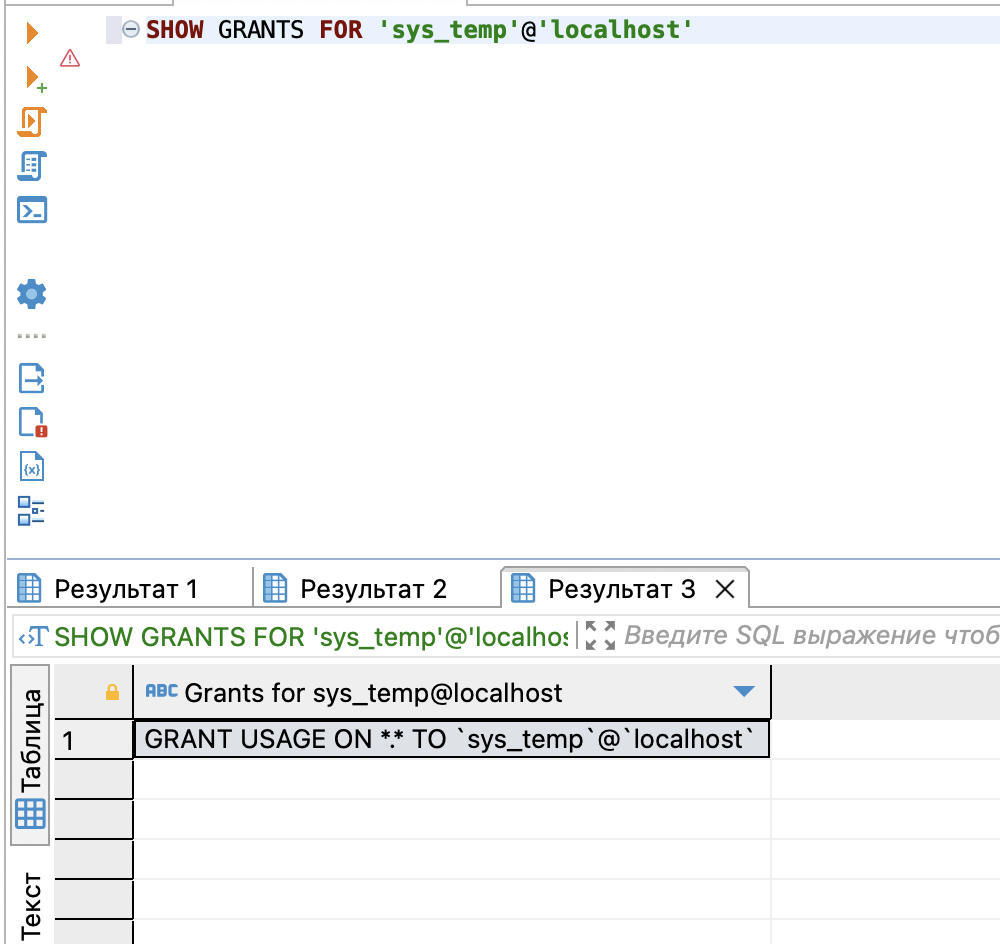 SHOW GRANTS FOR 'sys_temp'@'localhost'
Результат 1
Результат 2
Результат 3
SHOW GRANTS FOR 'sys_temp'@'localhos
Введите SQL выражение чтоб
ABC Grants for sys_temp@localhost
1 GRANT USAGE ON *.* TO `sys_temp`@`localhost`
Таблица
Текст